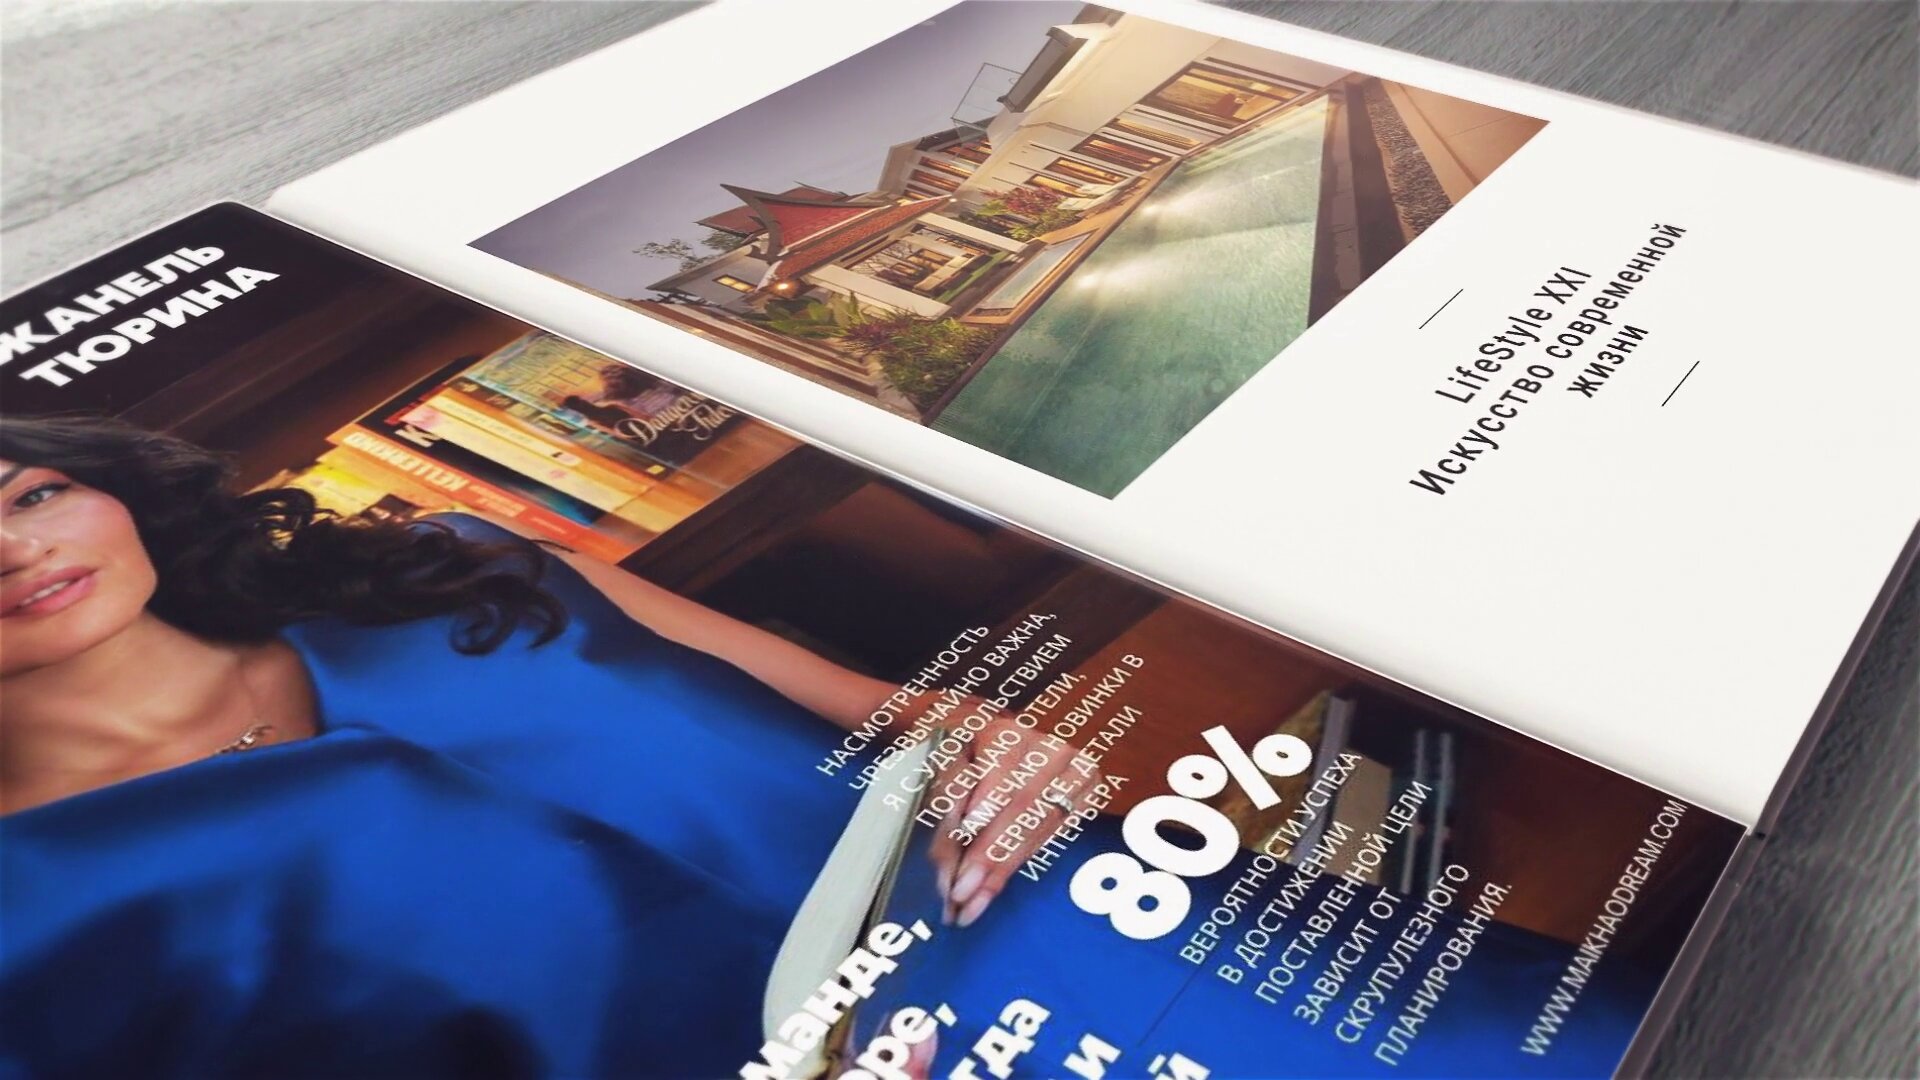 ЖАНЕЛЬ
ТЮРИНА
LifeStyle XXI
Искусство современной
жизни
KELLERMAN
НАСМОТРЕННОСТЬ
ЧРЕЗВЫЧАЙНО ВАЖНА,
Я С УДОВОЛЬСТВИЕМ
ПОСЕЩАЮ ОТЕЛИ,
ЗАМЕЧАЮ НОВИНКИ В
СЕРВИСЕ, ДЕТАЛИ
ИНТЕРЬЕРА
80%
ВЕРОЯТНОСТИ УСПЕХА
В ДОСТИЖЕНИИ
ПОСТАВЛЕННОЙ ЦЕЛИ
ЗАВИСИТ ОТ
СКРУПУЛЕЗНОГО
ПЛАНИРОВАНИЯ.
WWW.MAIKHAODREAM.COM
и